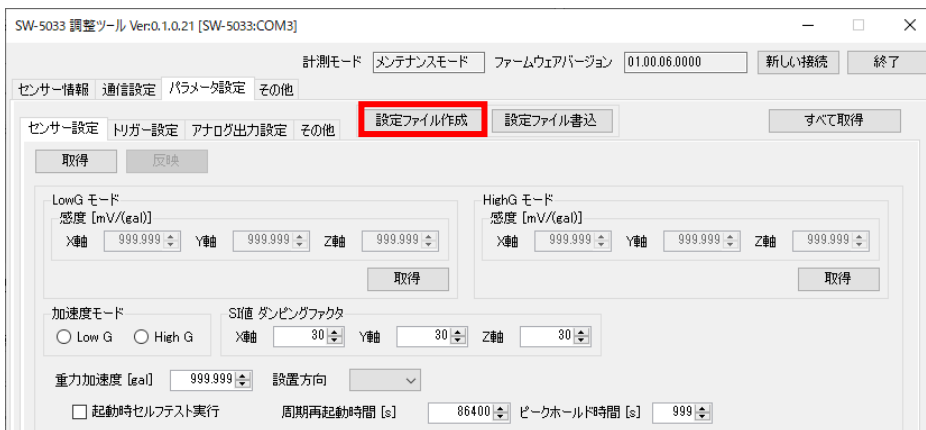 SW-5033 調整ツール Ver:0.1.0.21 [SW-5033:COM3]
計測モード メンテナンスモード ファームウェアバージョン 01.00.06.0000 新しい接続 終了
センサー情報 通信設定 パラメータ設定 その他
設定ファイル作成 設定ファイル書込 すべて取得
センサー設定 トリガー設定 アナログ出力設定 その他
取得 反映
LowG モード HighG モード
感度 [mV/(gal)] 感度 [mV/(gal)]
X軸 999.999 Y軸 999.999 Z軸 999.999 X軸 999.999 Y軸 999.999 Z軸 999.999
取得 取得
加速度モード SI値 ダンピングファクタ
Low G High G X軸 30 Y軸 30 Z軸 30
重力加速度 [gal] 999.999 設置方向
起動時セルフテスト実行 周期再起動時間 [s] 86400 ピークホールド時間 [s] 999